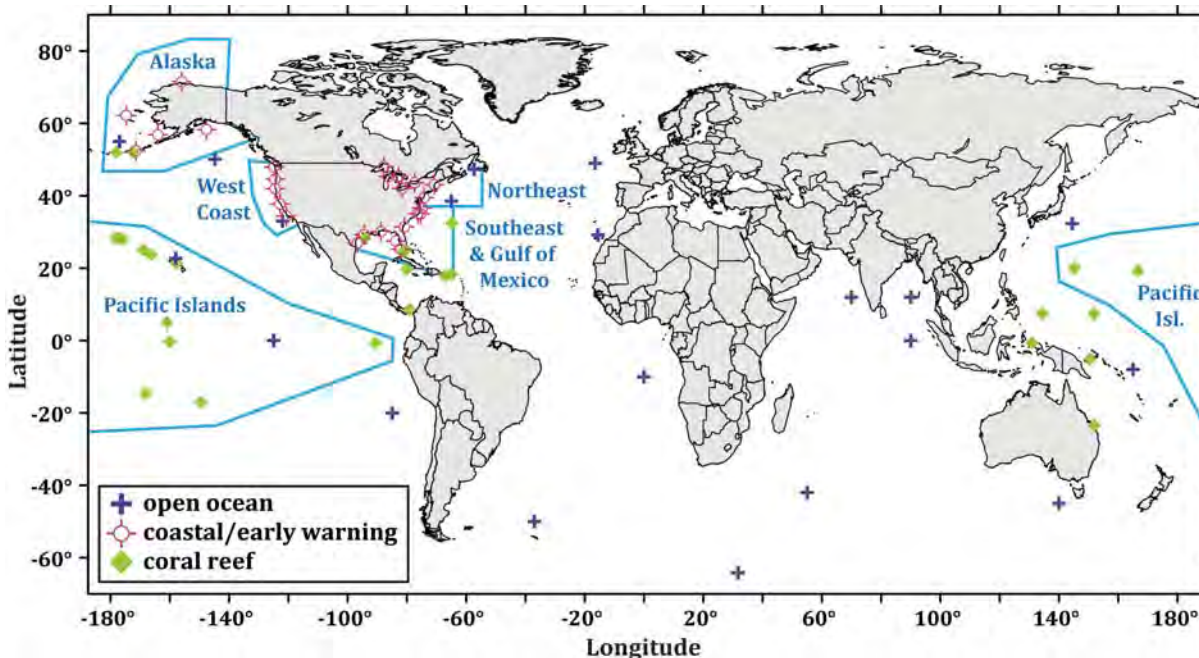 80°
60°
40°
20°
0°
-20°
-40°
-60°
Latitude
Alaska
West
Coast
Northeast
Southeast
& Gulf of
Mexico
Pacific Islands
Pacific
Isl.
open ocean
coastal/early warning
coral reef
-180°
-140°
-100°
-60°
-20°
20°
60°
100°
140°
180°
Longitude